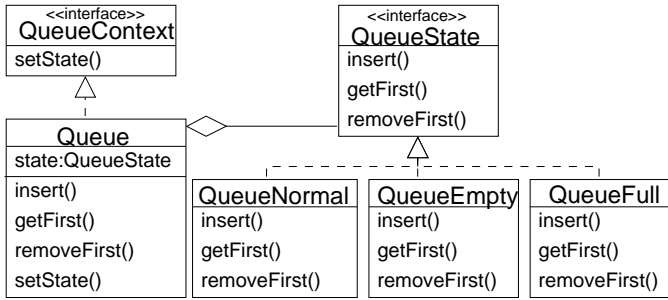 <<interface>>
QueueContext
setState()
<<interface>>
QueueState
insert()
getFirst()
removeFirst()
Queue
state:QueueState
insert()
getFirst()
removeFirst()
setState()
QueueNormal
insert()
getFirst()
removeFirst()
QueueEmpty
insert()
getFirst()
removeFirst()
QueueFull
insert()
getFirst()
removeFirst()